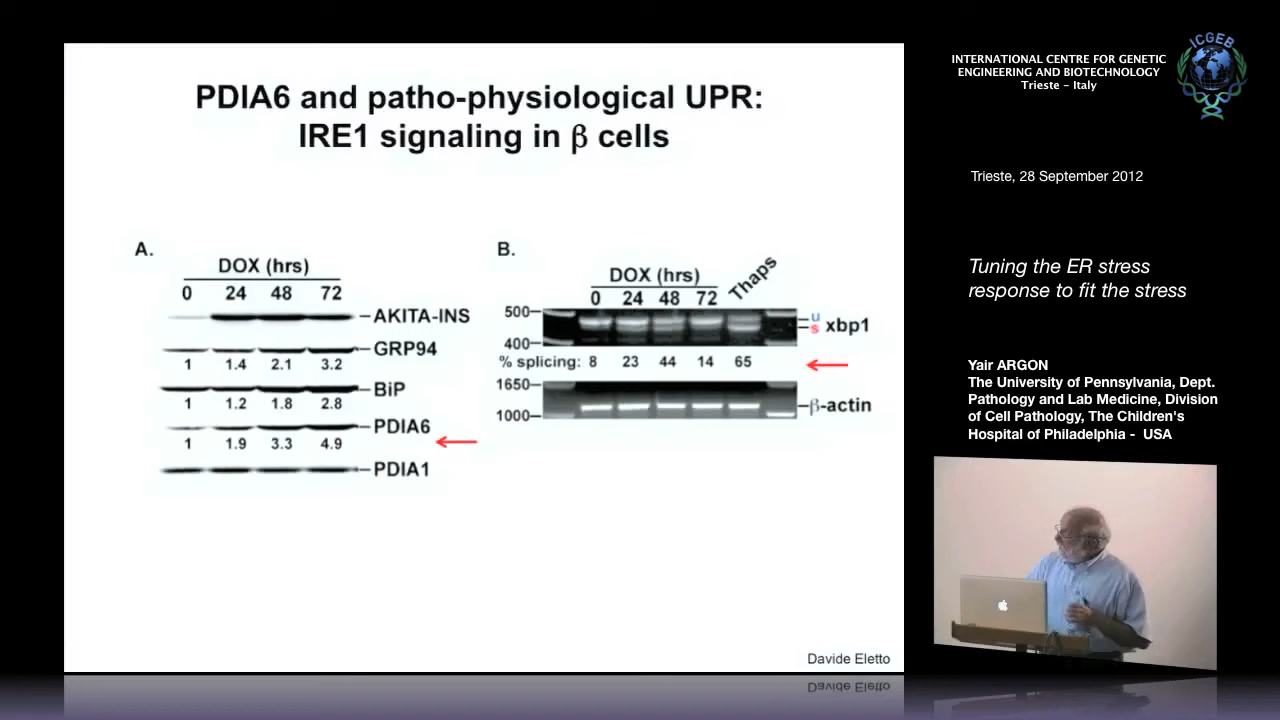 PDIA6 and patho-physiological UPR:
IRE1 signaling in β cells
A.
DOX (hrs)
0 24 48 72
AKITA-INS
GRP94
1 1.4 2.1 3.2
BiP
1 1.2 1.8 2.8
PDIA6
1 1.9 3.3 4.9
PDIA1
B.
DOX (hrs)
0 24 48 72 Thaps
500
u
s
xbp1
400
% splicing: 8 23 44 14 65
1650
β-actin
1000
Davide Eletto
INTERNATIONAL CENTRE FOR GENETIC
ENGINEERING AND BIOTECHNOLOGY
Trieste - Italy
ICGEB
Trieste, 28 September 2012
Tuning the ER stress
response to fit the stress
Yair ARGON
The University of Pennsylvania, Dept.
Pathology and Lab Medicine, Division
of Cell Pathology, The Children's
Hospital of Philadelphia - USA